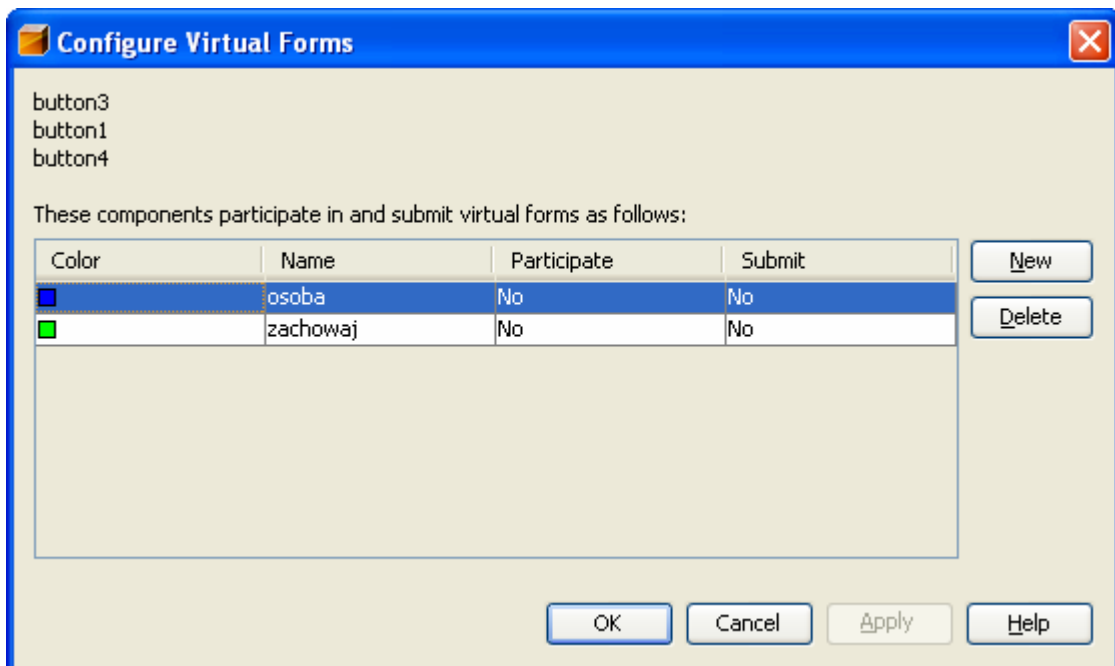 Configure Virtual Forms
button3
button1
button4
These components participate in and submit virtual forms as follows:
Color Name Participate Submit
osoba No No
zachowaj No No
New
Delete
OK Cancel Apply Help